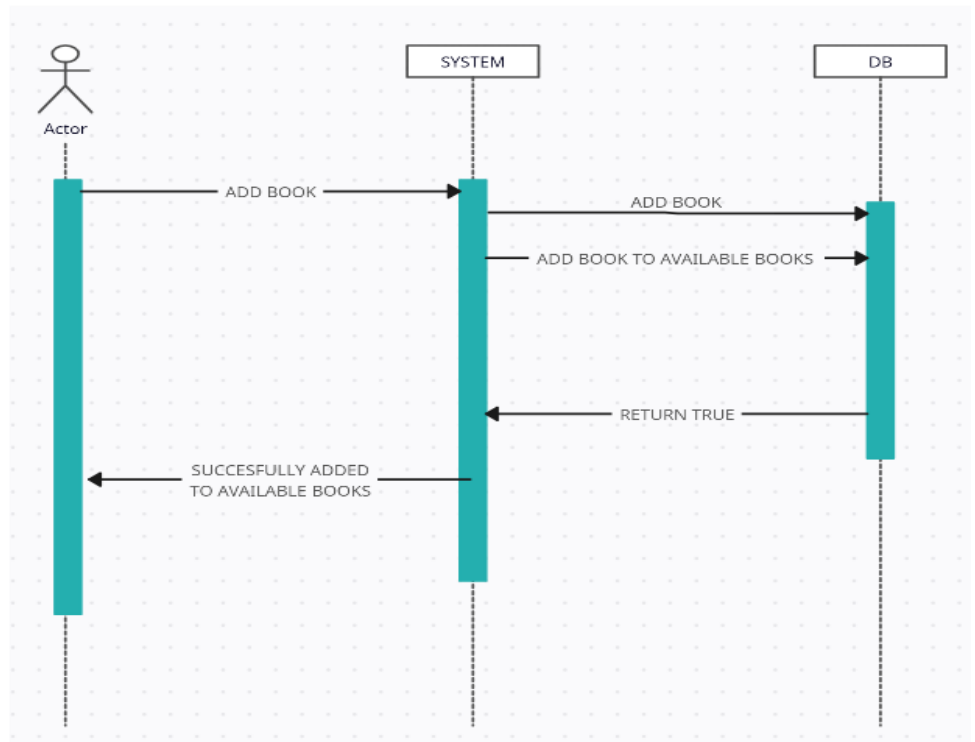 SYSTEM
DB
Actor
ADD BOOK
ADD BOOK
ADD BOOK TO AVAILABLE BOOKS
RETURN TRUE
SUCCESFULLY ADDED
TO AVAILABLE BOOKS